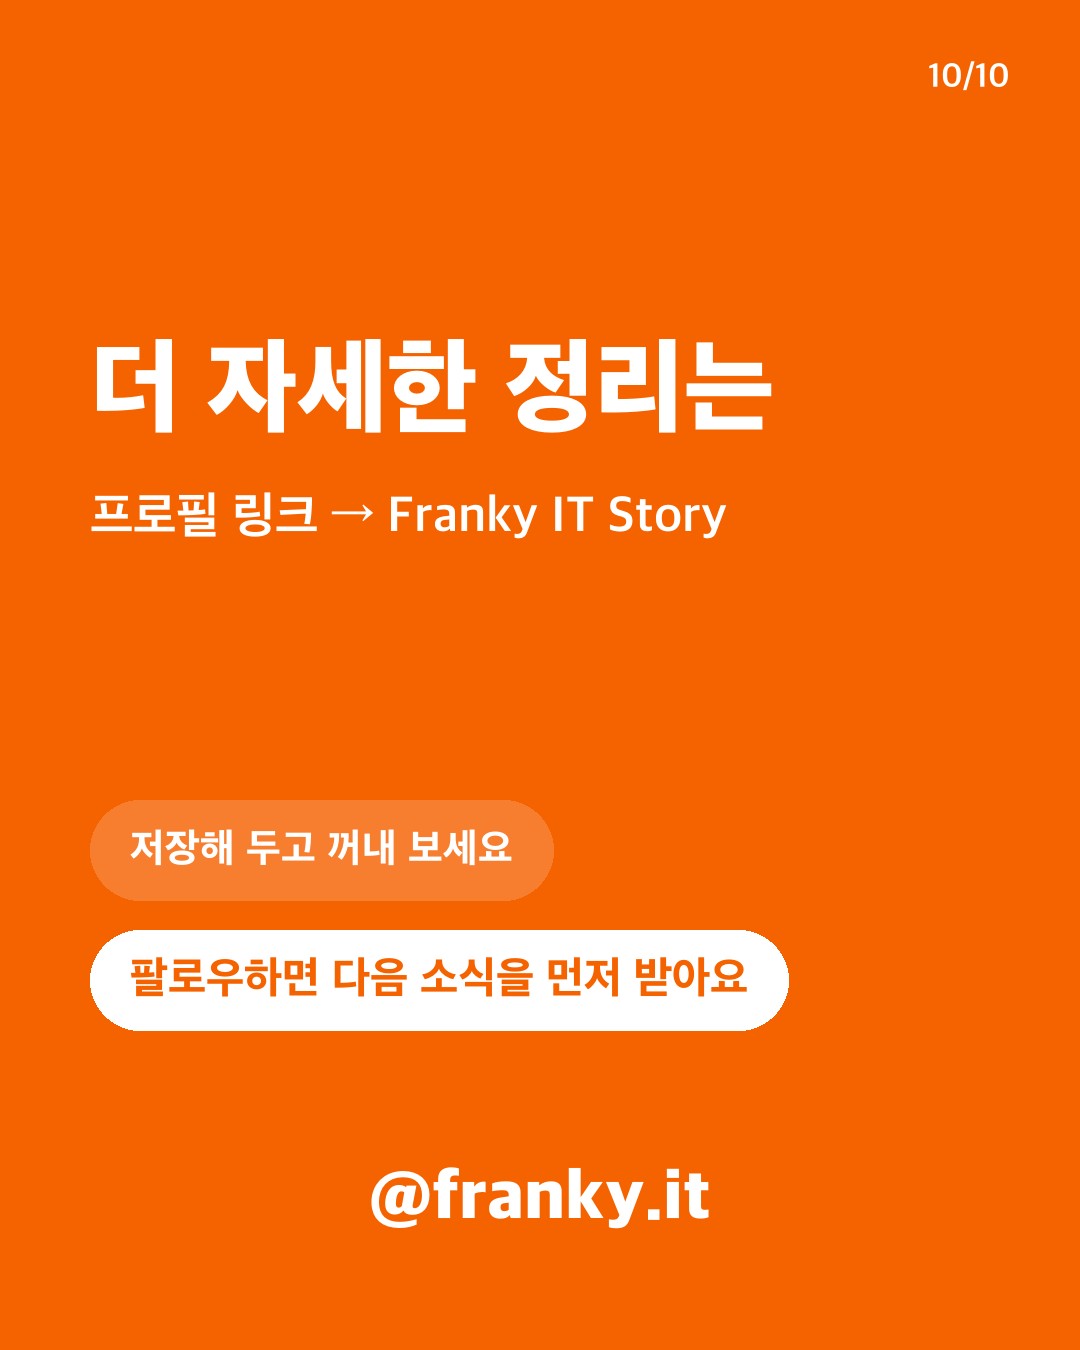 10/10
더 자세한 정리는
프로필 링크 → Franky IT Story
저장해 두고 꺼내 보세요
팔로우하면 다음 소식을 먼저 받아요
@franky.it